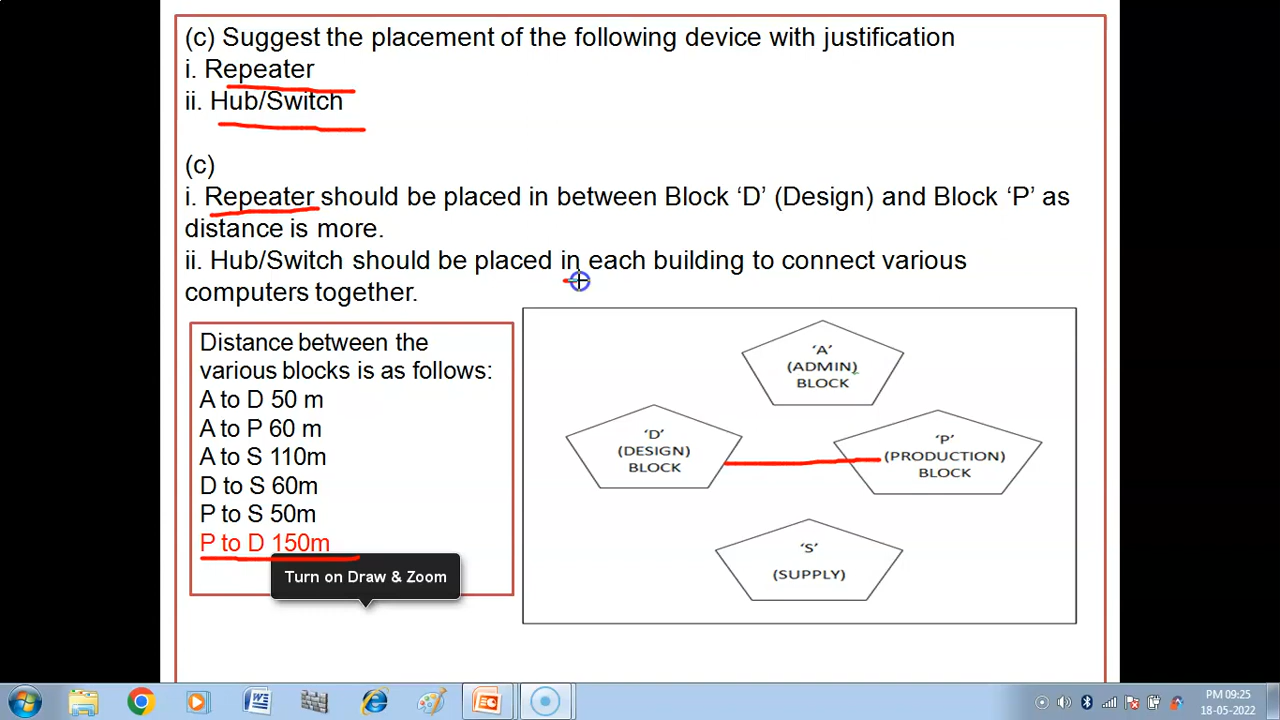 (c) Suggest the placement of the following device with justification
i. Repeater
ii. Hub/Switch
(c)
i. Repeater should be placed in between Block ‘D’ (Design) and Block ‘P’ as
distance is more.
ii. Hub/Switch should be placed in each building to connect various
computers together.
Distance between the
various blocks is as follows:
A to D 50 m
A to P 60 m
A to S 110m
D to S 60m
P to S 50m
P to D 150m
Turn on Draw & Zoom
‘A’
(ADMIN)
BLOCK
‘D’
(DESIGN)
BLOCK
‘P’
(PRODUCTION)
BLOCK
‘S’
(SUPPLY)
PM 09:25
18-05-2022